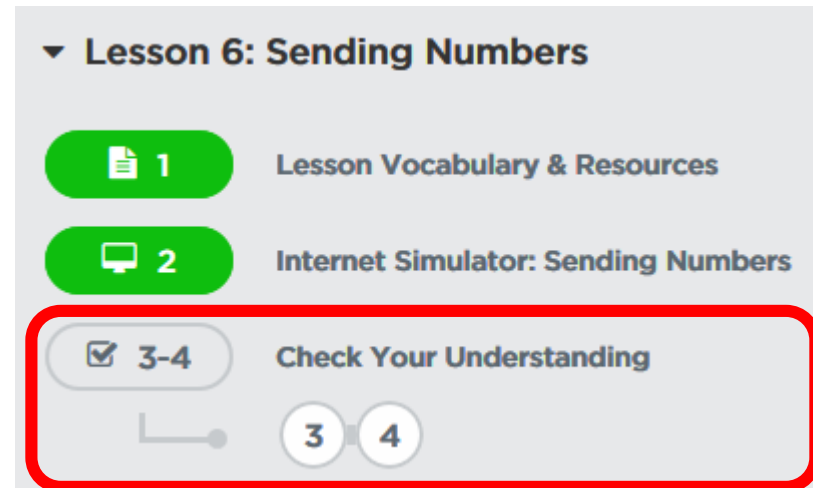 Lesson 6: Sending Numbers
1 Lesson Vocabulary & Resources
2 Internet Simulator: Sending Numbers
3-4 Check Your Understanding
3 4